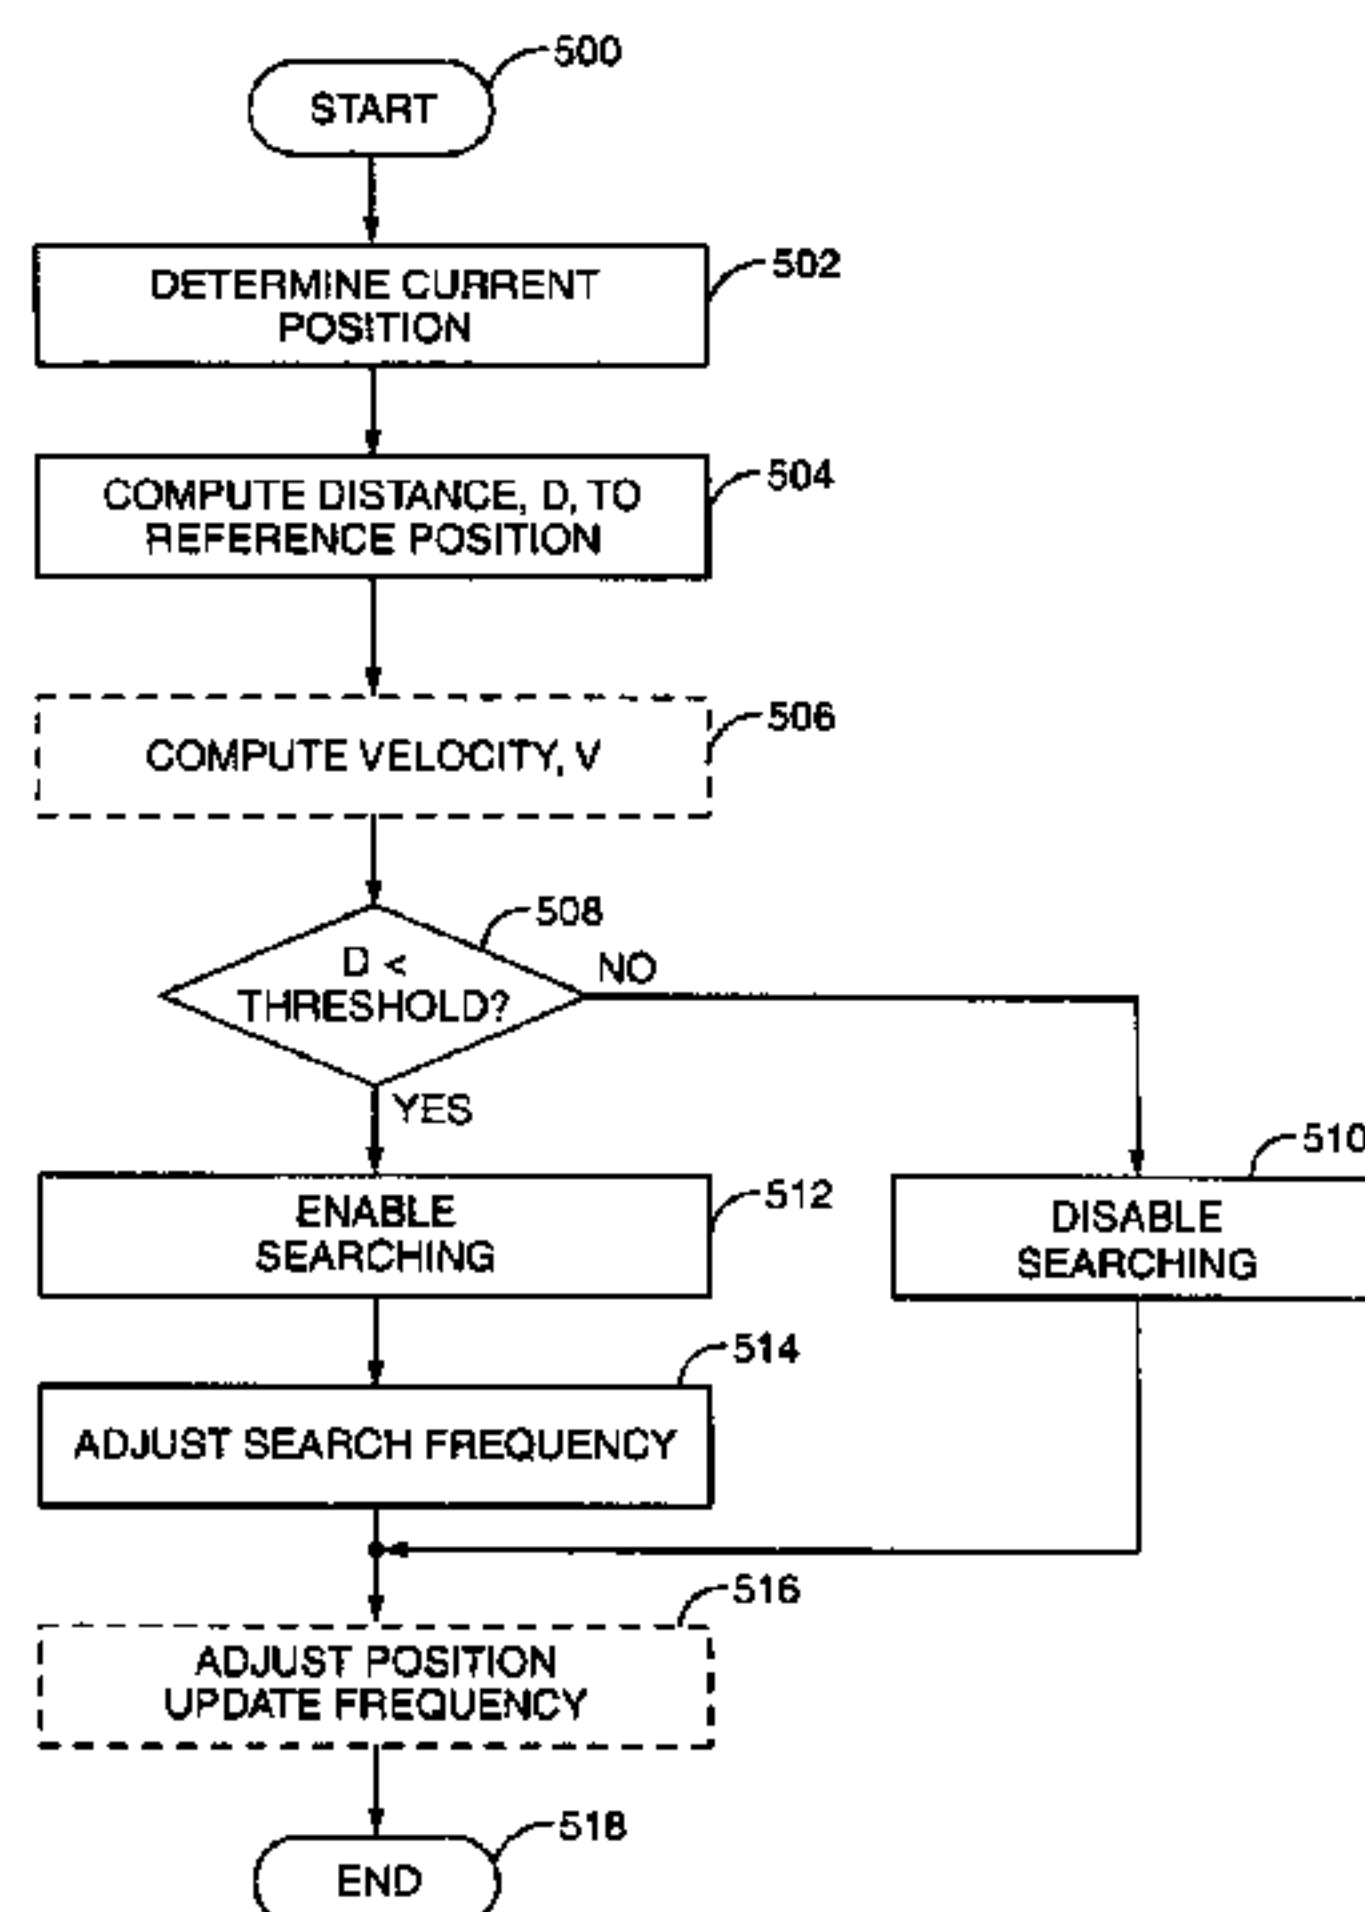 500
START
502
DETERMINE CURRENT
POSITION
504
COMPUTE DISTANCE, D, TO
REFERENCE POSITION
506
COMPUTE VELOCITY, V
508
D <
THRESHOLD?
NO
YES
510
DISABLE
SEARCHING
512
ENABLE
SEARCHING
514
ADJUST SEARCH FREQUENCY
516
ADJUST POSITION
UPDATE FREQUENCY
518
END